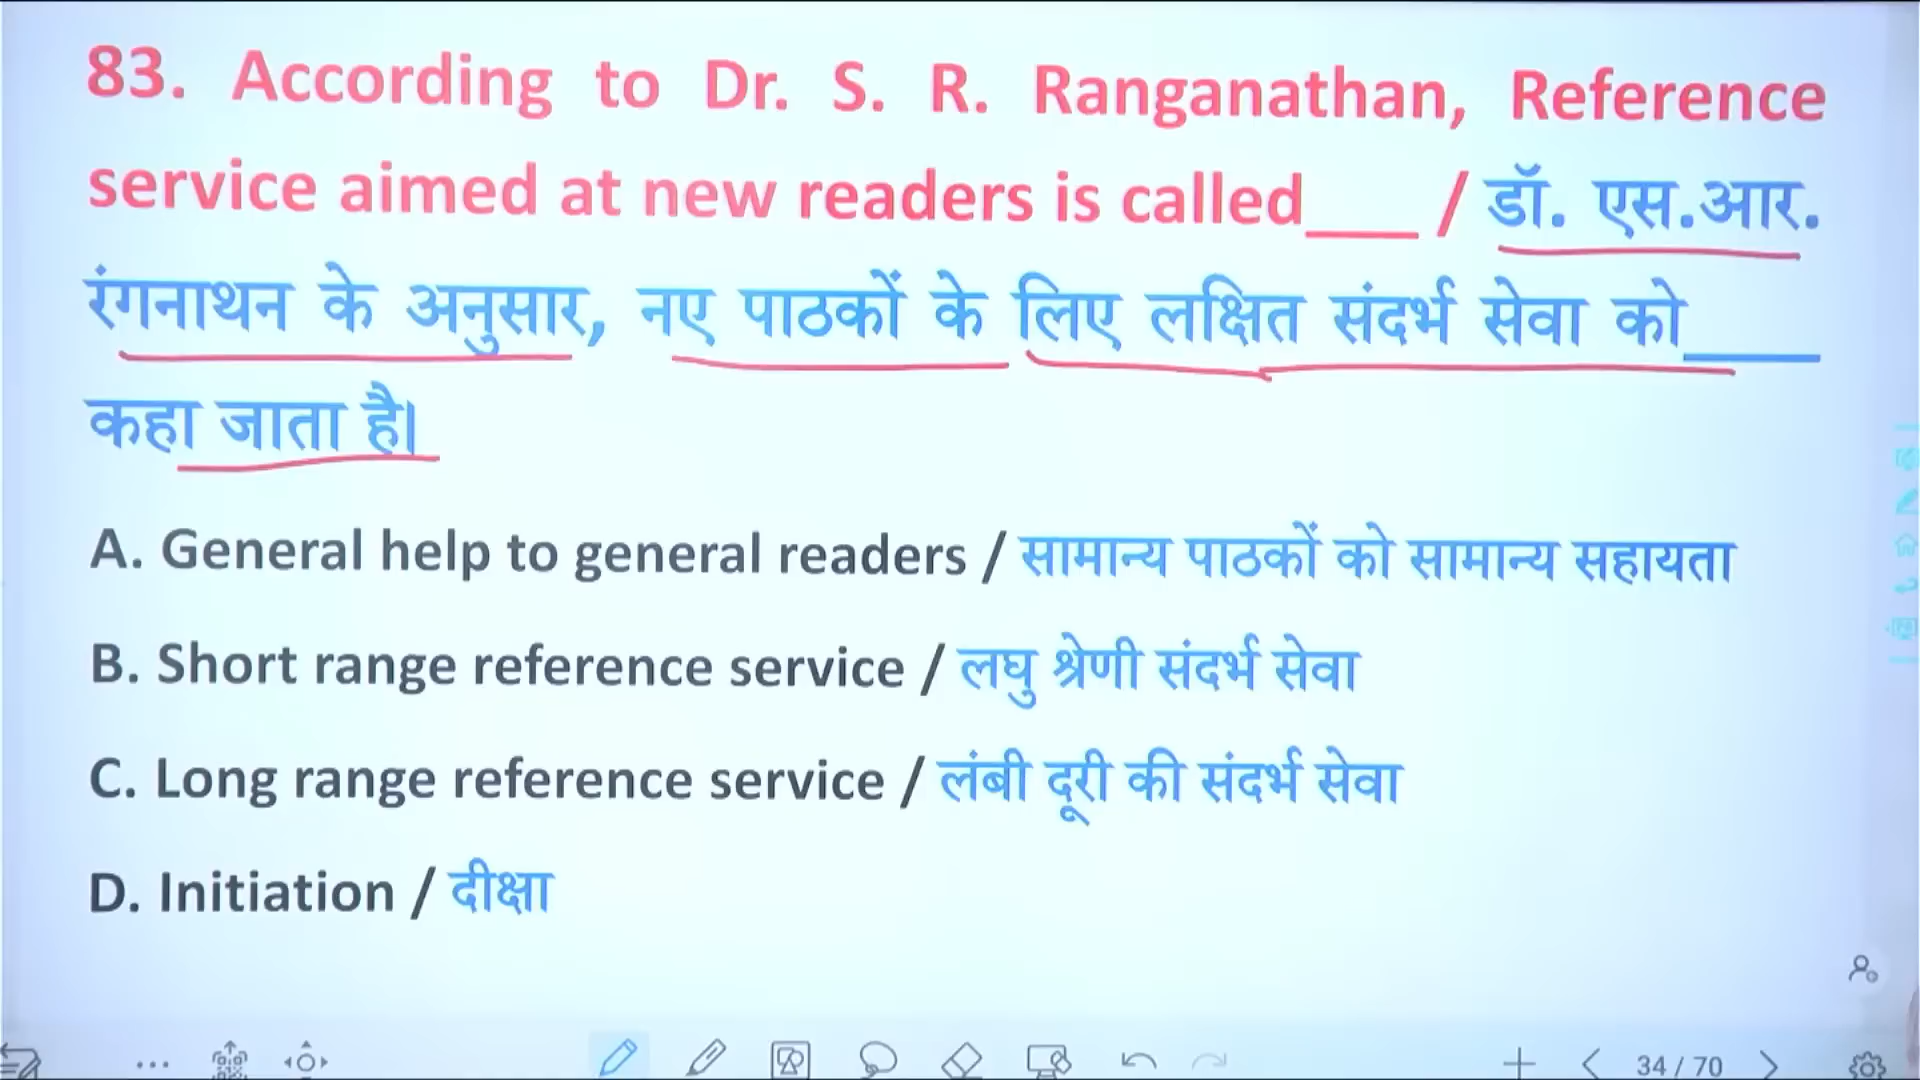 83. According to Dr. S. R. Ranganathan, Reference
service aimed at new readers is called____ / डॉ. एस.आर.
रंगनाथन के अनुसार, नए पाठकों के लिए लक्षित संदर्भ सेवा को____
कहा जाता है।
A. General help to general readers / सामान्य पाठकों को सामान्य सहायता
B. Short range reference service / लघु श्रेणी संदर्भ सेवा
C. Long range reference service / लंबी दूरी की संदर्भ सेवा
D. Initiation / दीक्षा
34 / 70